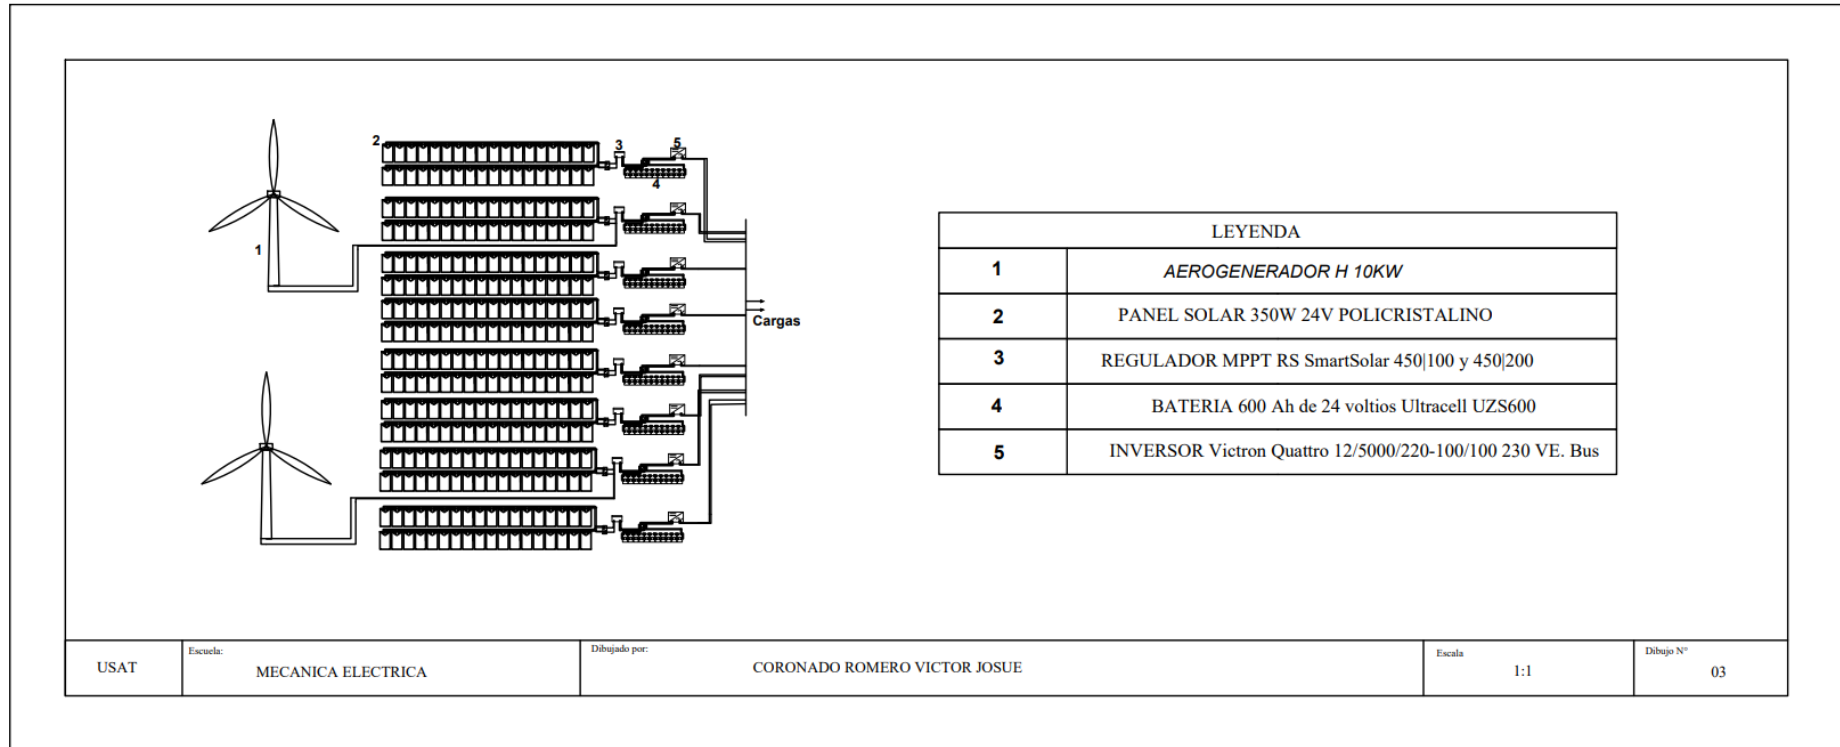 2
3
5
4
1
Cargas
LEYENDA
1 AEROGENERADOR H 10KW
2 PANEL SOLAR 350W 24V POLICRISTALINO
3 REGULADOR MPPT RS SmartSolar 450|100 y 450|200
4 BATERIA 600 Ah de 24 voltios Ultracell UZS600
5 INVERSOR Victron Quattro 12/5000/220-100/100 230 VE. Bus
USAT
Escuela:
MECANICA ELECTRICA
Dibujado por:
CORONADO ROMERO VICTOR JOSUE
Escala
1:1
Dibujo N°
03